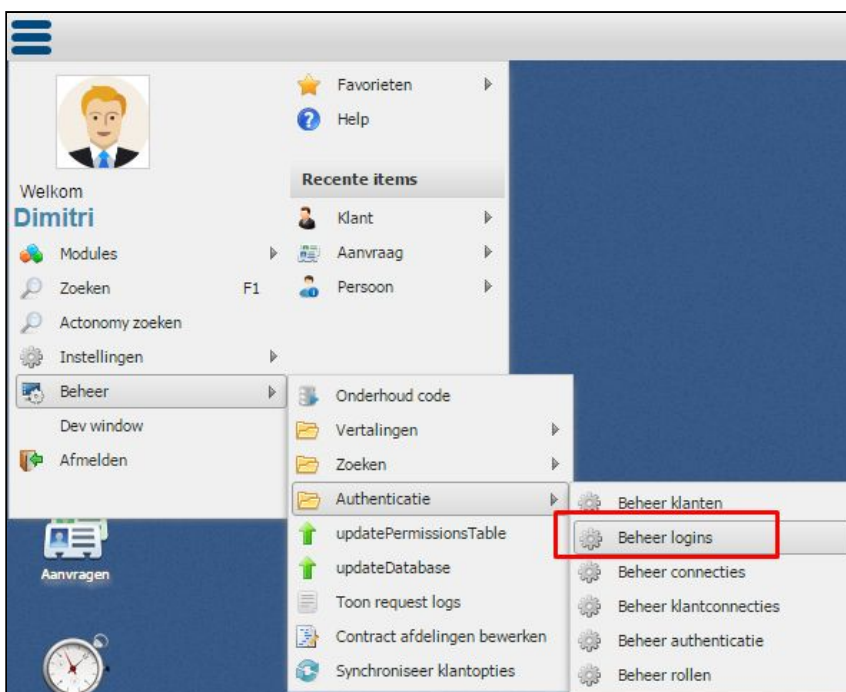 Welkom
Dimitri
Modules
Zoeken F1
Actonomy zoeken
Instellingen
Beheer
Dev window
Afmelden
Favorieten
Help
Recente items
Klant
Aanvraag
Persoon
Onderhoud code
Vertalingen
Zoeken
Authenticatie
updatePermissionsTable
updateDatabase
Toon request logs
Contract afdelingen bewerken
Synchroniseer klantopties
Beheer klanten
Beheer logins
Beheer connecties
Beheer klantconnecties
Beheer authenticatie
Beheer rollen
Aanvragen